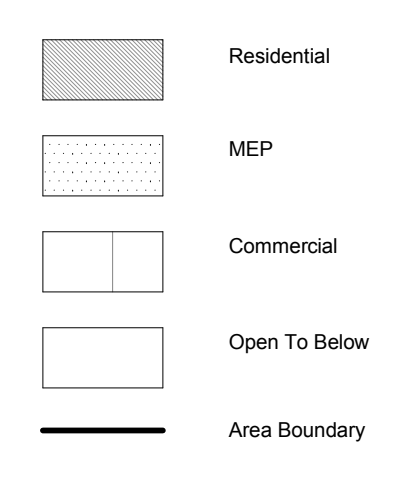 Residential
MEP
Commercial
Open To Below
Area Boundary